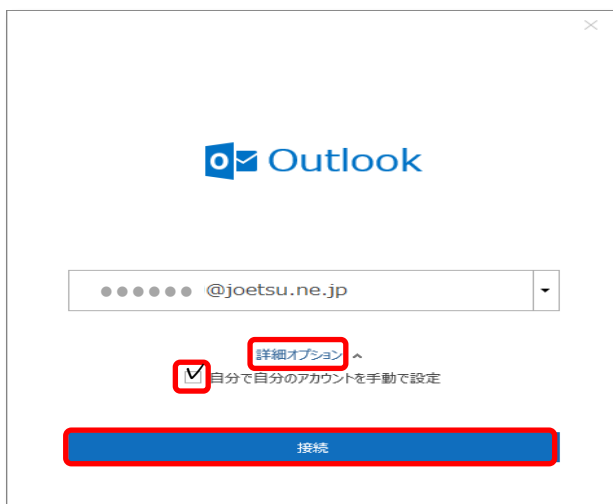 Outlook
●●●●●● @joetsu.ne.jp
詳細オプション
自分で自分のアカウントを手動で設定
接続